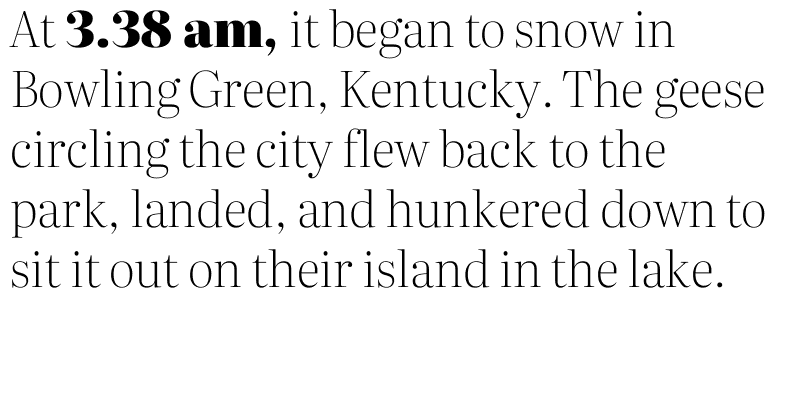 At 3.38 am, it began to snow in
Bowling Green, Kentucky. The geese
circling the city flew back to the
park, landed, and hunkered down to
sit it out on their island in the lake.